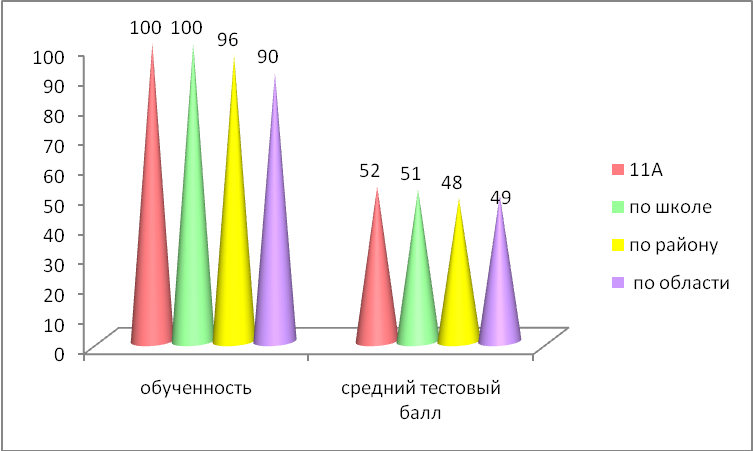 100 100 96 90
52 51 48 49
100
90
80
70
60
50
40
30
20
10
0
обученность
средний тестовый
балл
11А
по школе
по району
по области